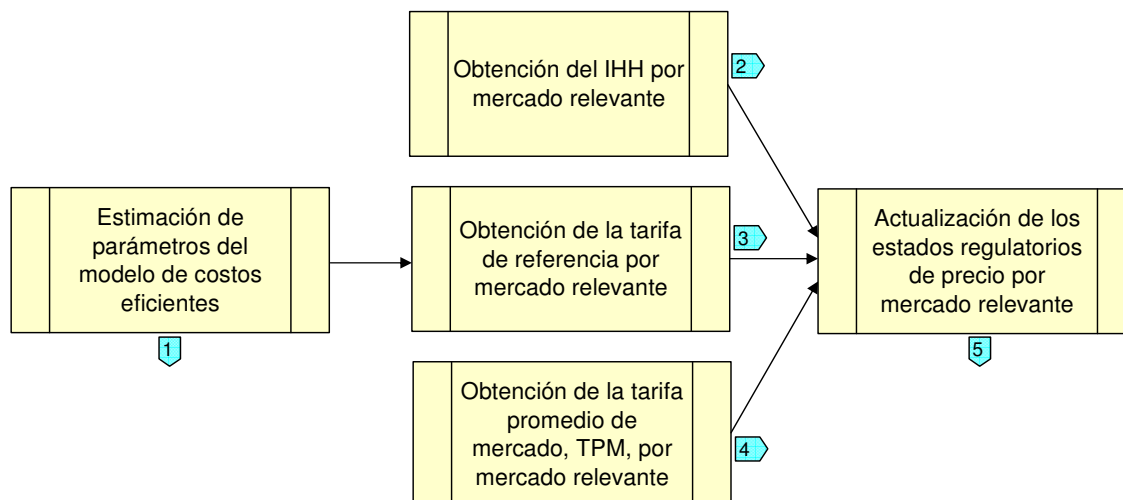 Obtención del IHH por
mercado relevante
2
Estimación de
parámetros del
modelo de costos
eficientes
1
Obtención de la tarifa
de referencia por
mercado relevante
3
Obtención de la tarifa
promedio de
mercado, TPM, por
mercado relevante
4
Actualización de los
estados regulatorios
de precio por
mercado relevante
5